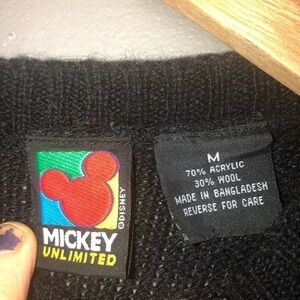 ©DISNEY
MICKEY
UNLIMITED
M
70% ACRYLIC
30% WOOL
MADE IN BANGLADESH
REVERSE FOR CARE